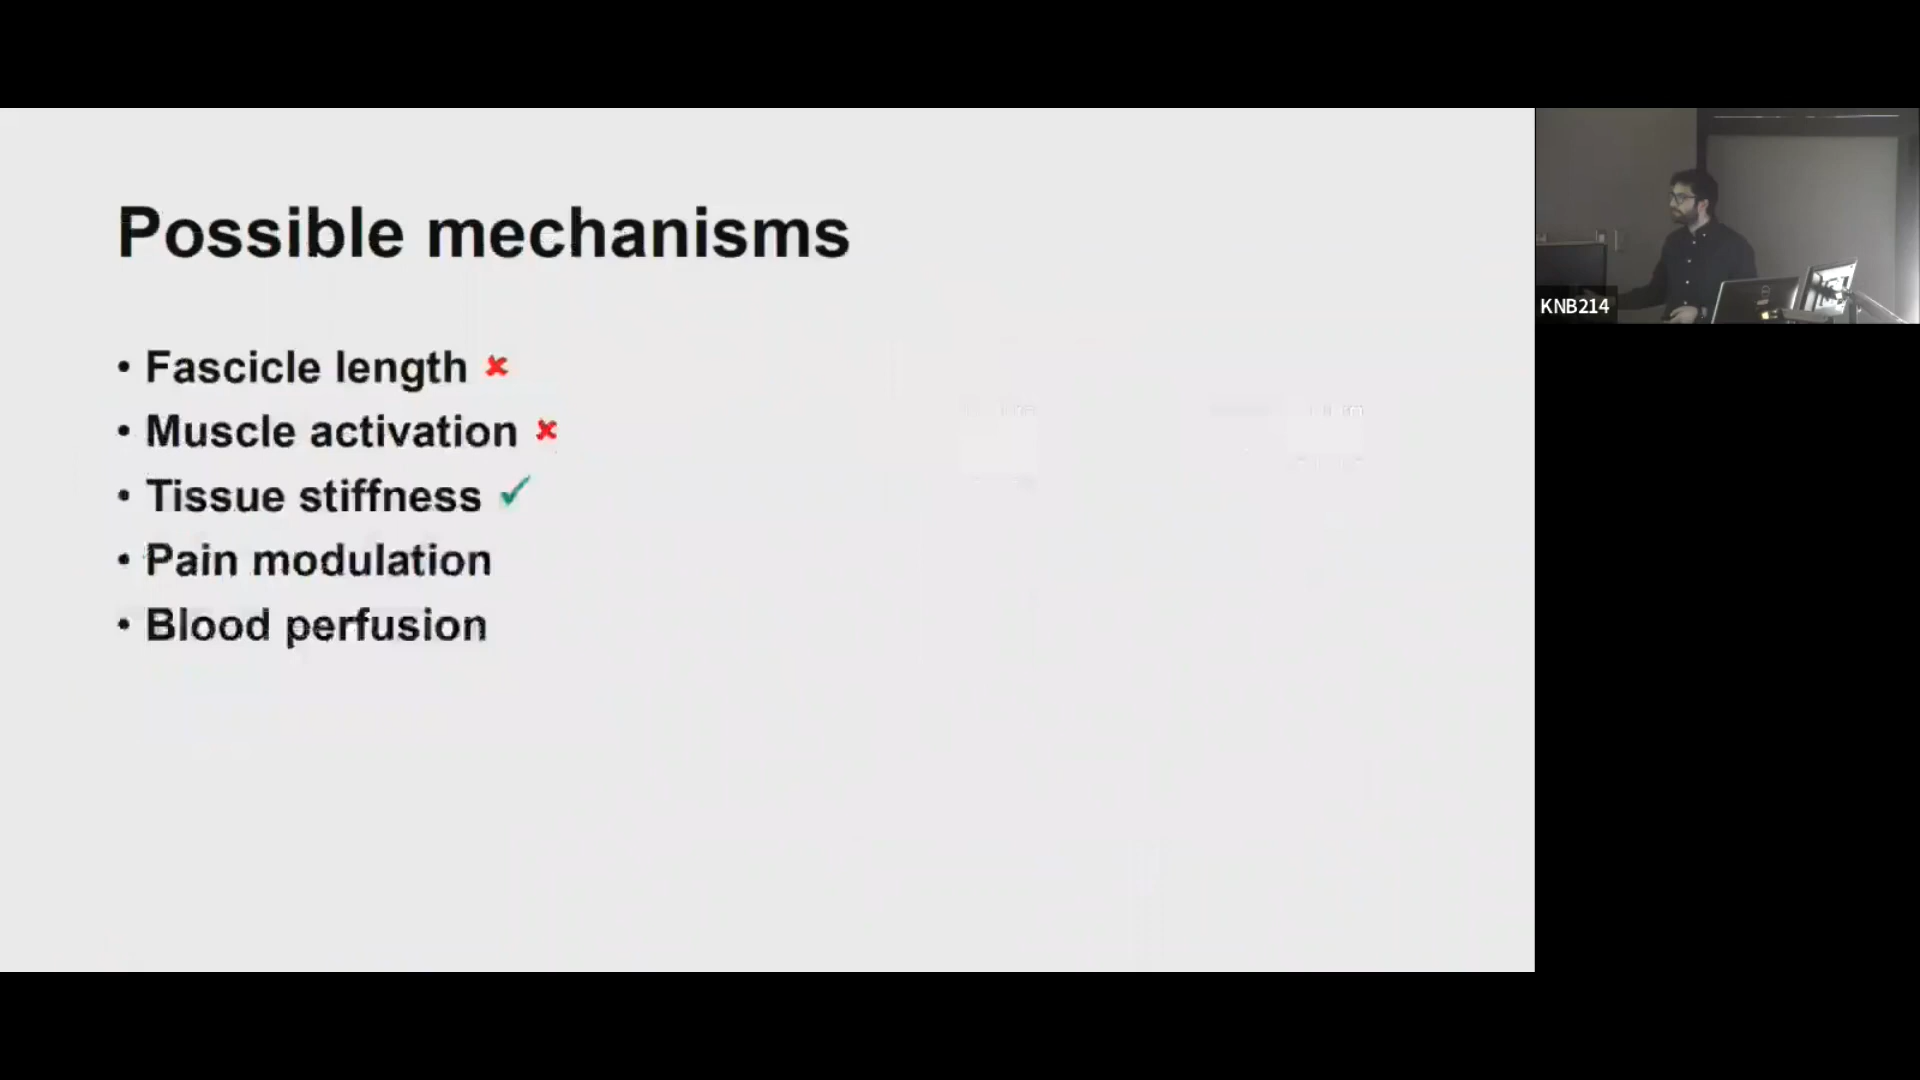 Possible mechanisms
• Fascicle length ✘
• Muscle activation ✘
• Tissue stiffness ✓
• Pain modulation
• Blood perfusion
KNB214